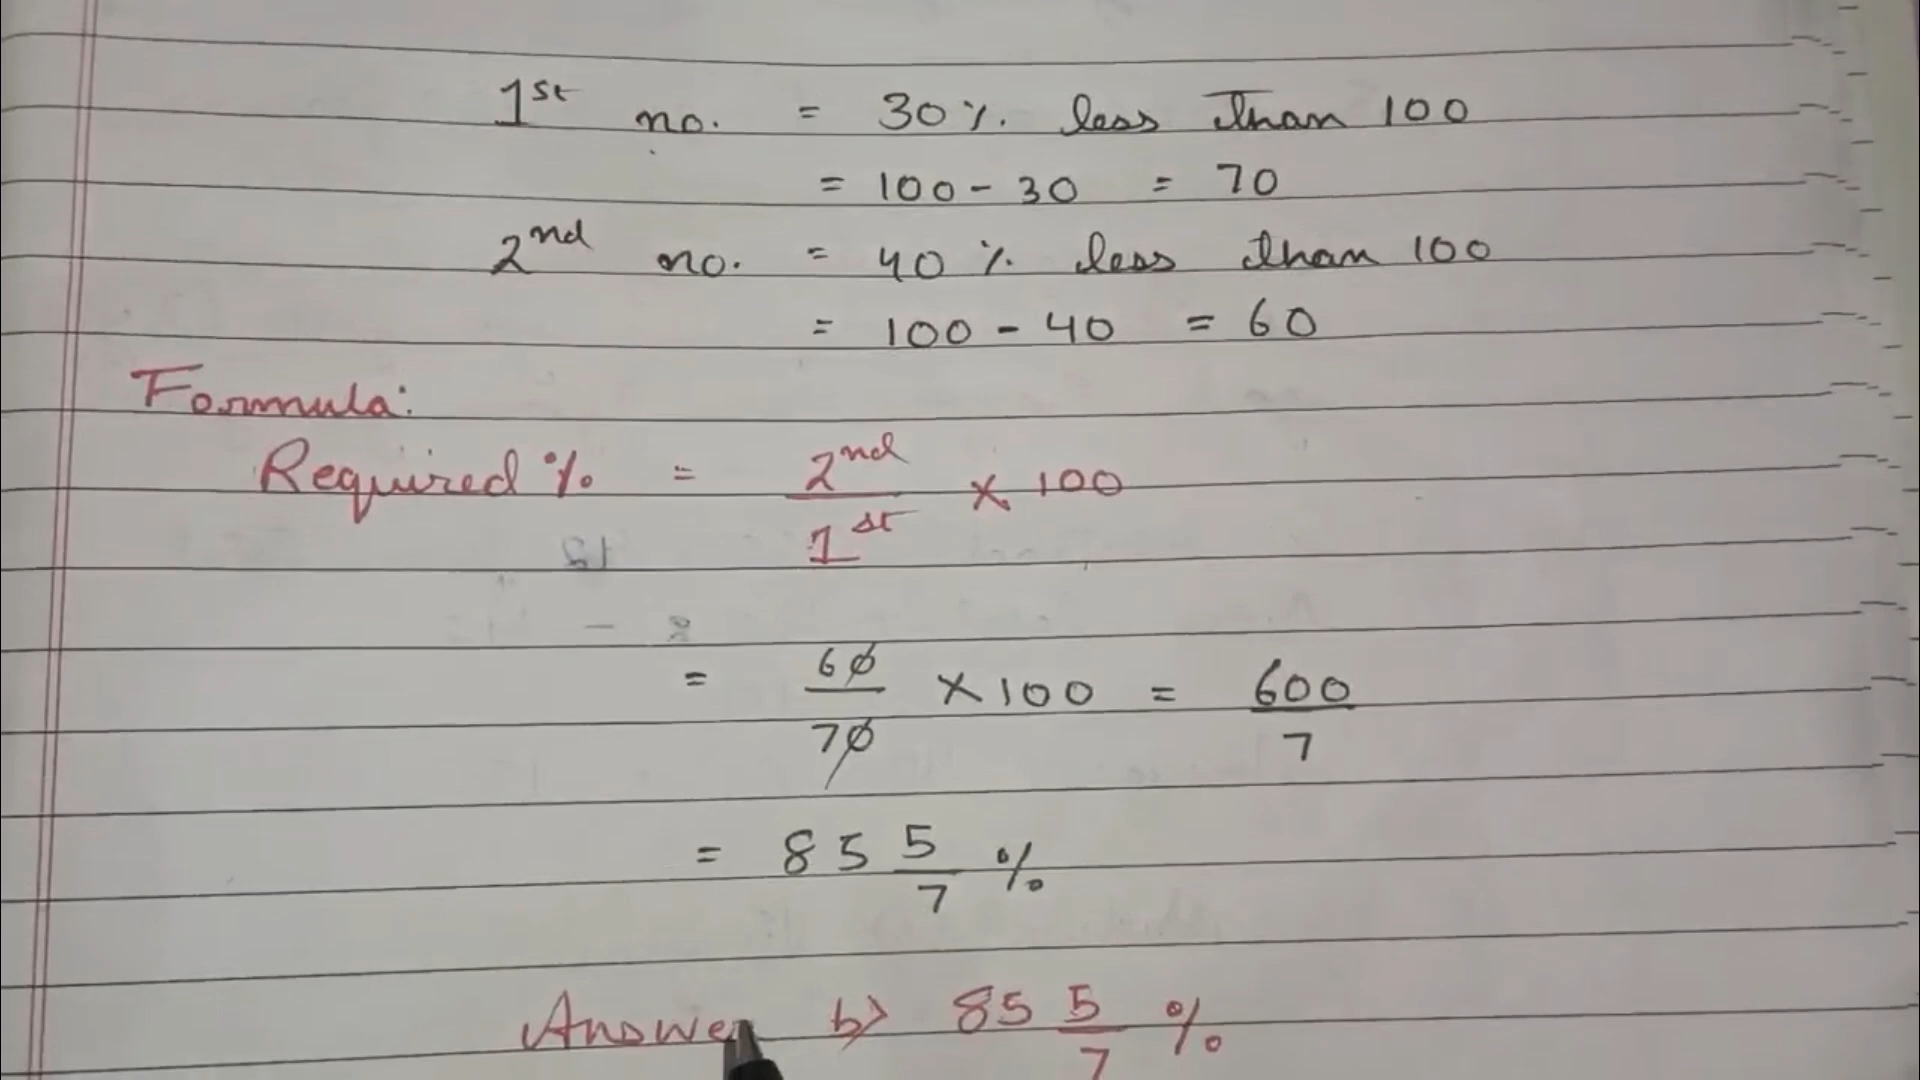 1st no. = 30% less than 100
= 100 - 30 = 70
2nd no. = 40% less than 100
= 100 - 40 = 60
Formula:
Required % = 2nd / 1st × 100
= 60 / 70 × 100 = 600 / 7
= 85 5/7 %
Answer b) 85 5/7 %